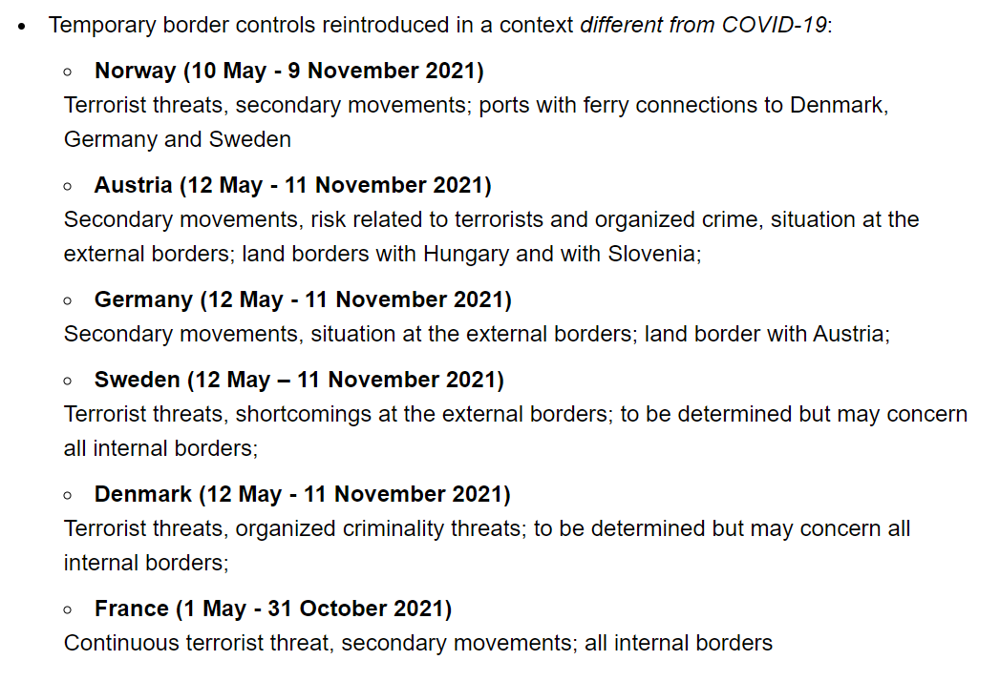 Temporary border controls reintroduced in a context different from COVID-19:
Norway (10 May - 9 November 2021)
Terrorist threats, secondary movements; ports with ferry connections to Denmark,
Germany and Sweden
Austria (12 May - 11 November 2021)
Secondary movements, risk related to terrorists and organized crime, situation at the
external borders; land borders with Hungary and with Slovenia;
Germany (12 May - 11 November 2021)
Secondary movements, situation at the external borders; land border with Austria;
Sweden (12 May – 11 November 2021)
Terrorist threats, shortcomings at the external borders; to be determined but may concern
all internal borders;
Denmark (12 May - 11 November 2021)
Terrorist threats, organized criminality threats; to be determined but may concern all
internal borders;
France (1 May - 31 October 2021)
Continuous terrorist threat, secondary movements; all internal borders